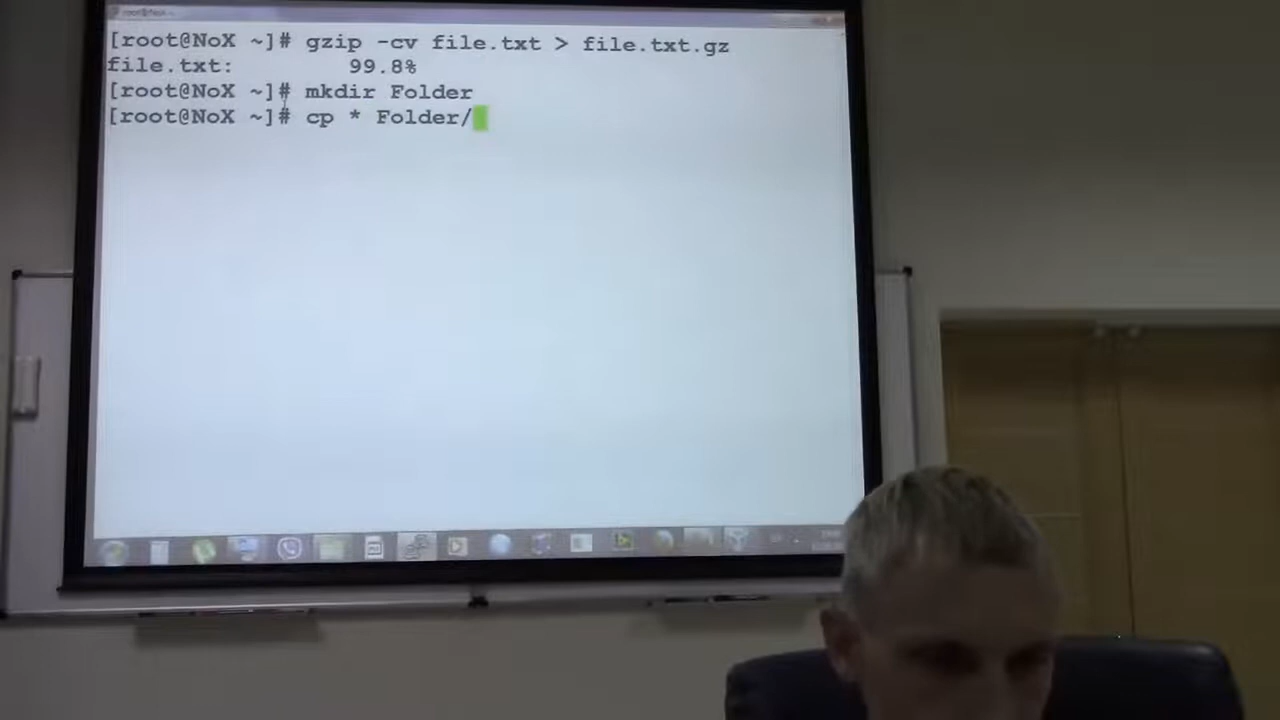 [root@NoX ~]# gzip -cv file.txt > file.txt.gz
file.txt: 99.8%
[root@NoX ~]# mkdir Folder
[root@NoX ~]# cp * Folder/